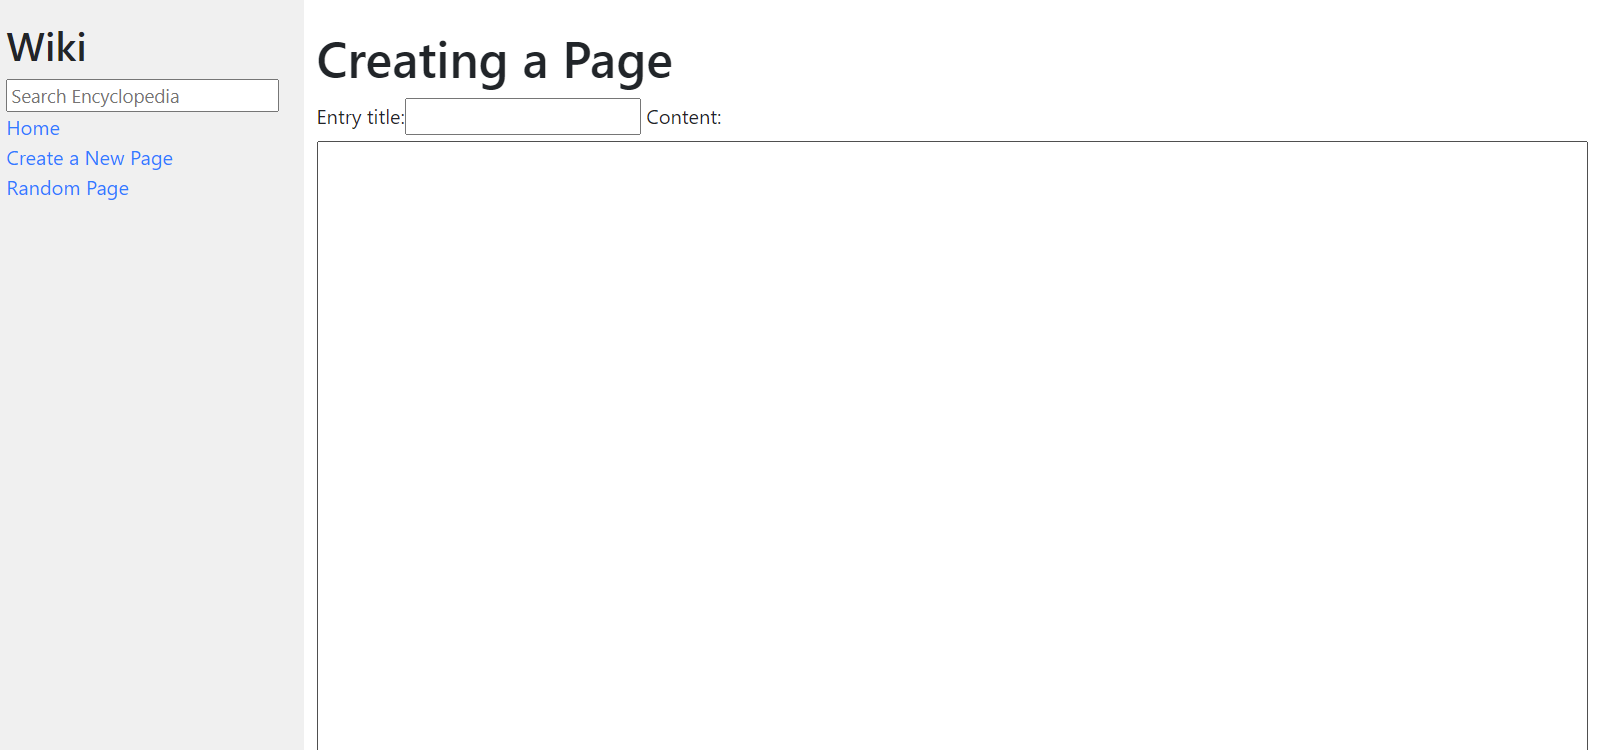 Wiki
Search Encyclopedia
Home
Create a New Page
Random Page
Creating a Page
Entry title: Content: